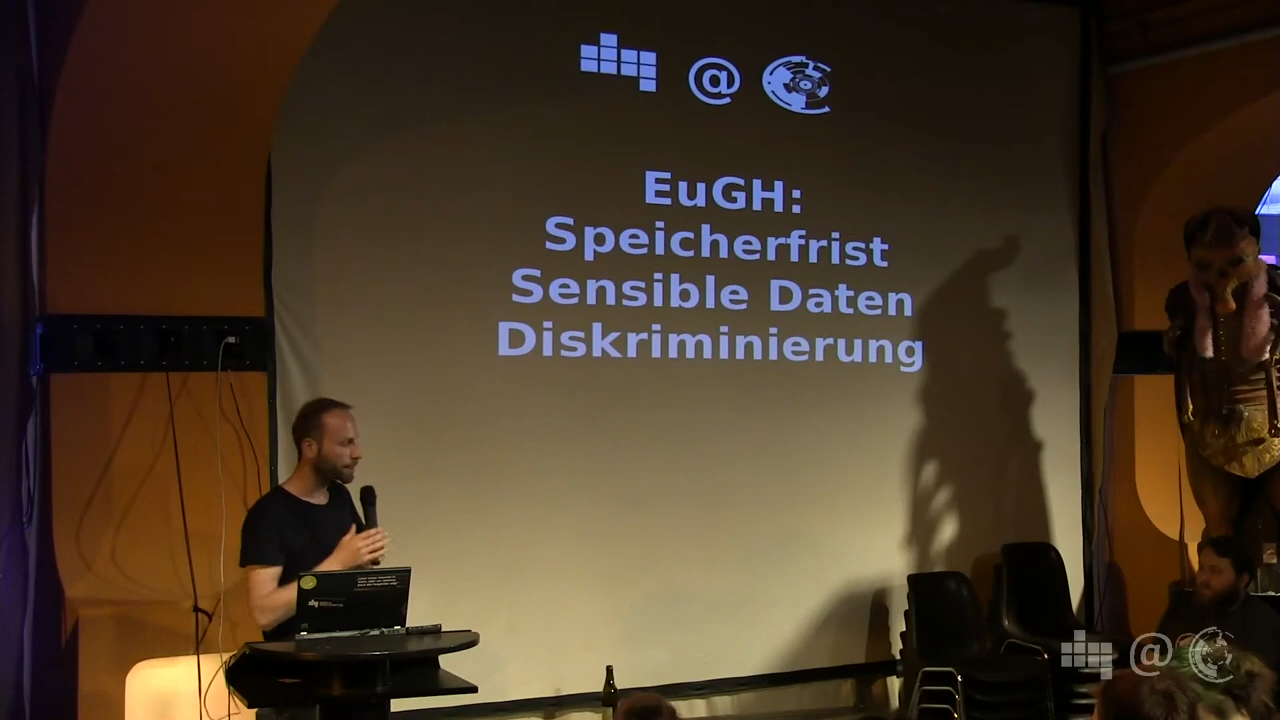 @
EuGH:
Speicherfrist
Sensible Daten
Diskriminierung
@